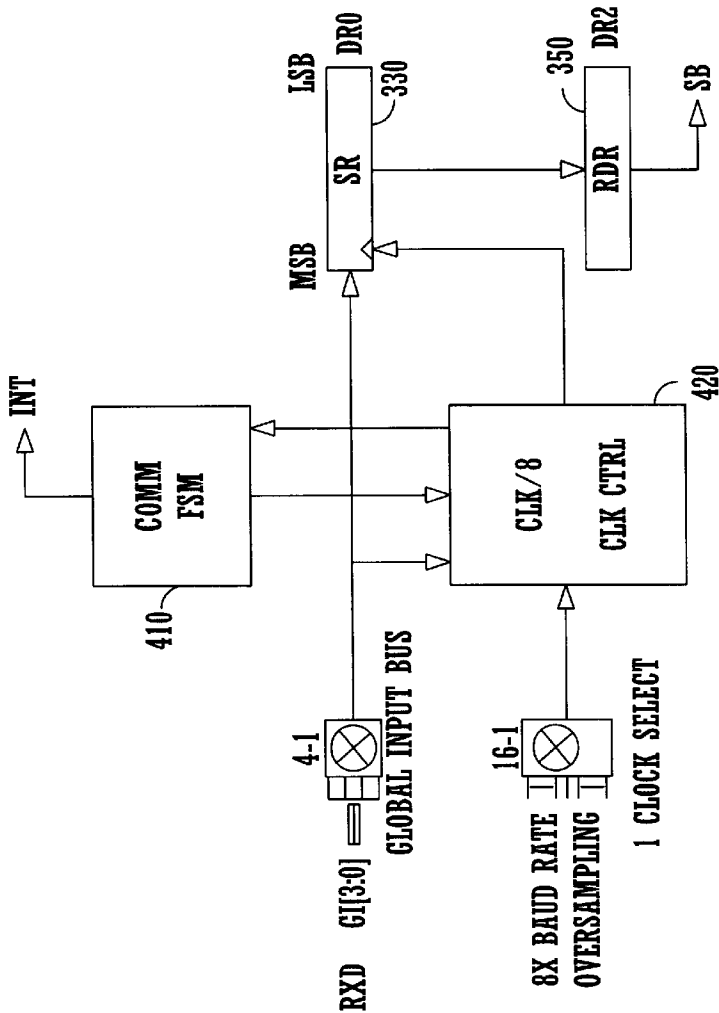 INT
COMM
FSM
410
MSB
LSB
DR0
SR
330
RXD
GI[3:0]
4-1
GLOBAL INPUT BUS
CLK/8
CLK CTRL
420
350
DR2
RDR
SB
16-1
8X BAUD RATE
OVERSAMPLING
1 CLOCK SELECT